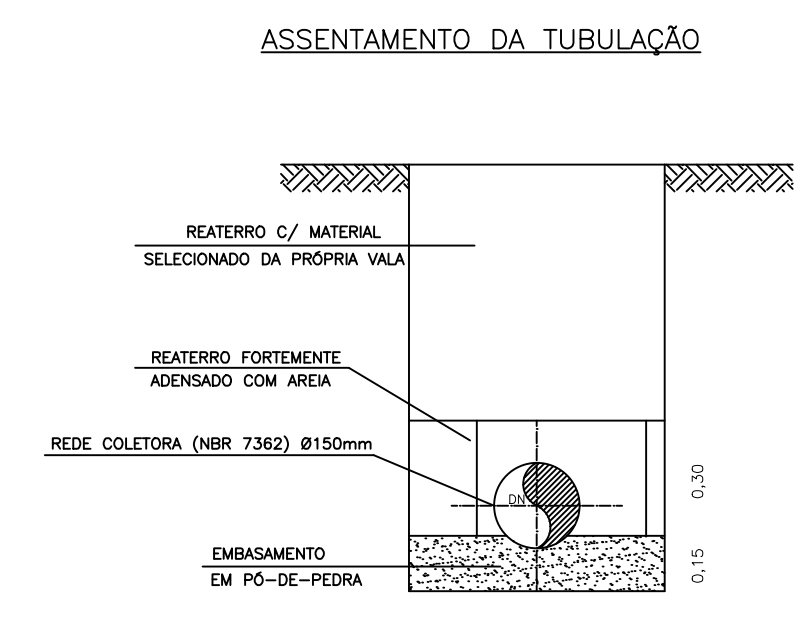 ASSENTAMENTO DA TUBULAÇÃO
REATERRO C/ MATERIAL
SELECIONADO DA PRÓPRIA VALA
REATERRO FORTEMENTE
ADENSADO COM AREIA
REDE COLETORA (NBR 7362) Ø150mm
DN
0,30
EMBASAMENTO
EM PÓ-DE-PEDRA
0,15